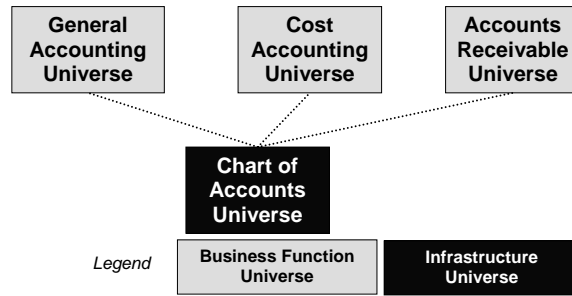 General
Accounting
Universe
Cost
Accounting
Universe
Accounts
Receivable
Universe
Chart of
Accounts
Universe
Legend
Business Function
Universe
Infrastructure
Universe